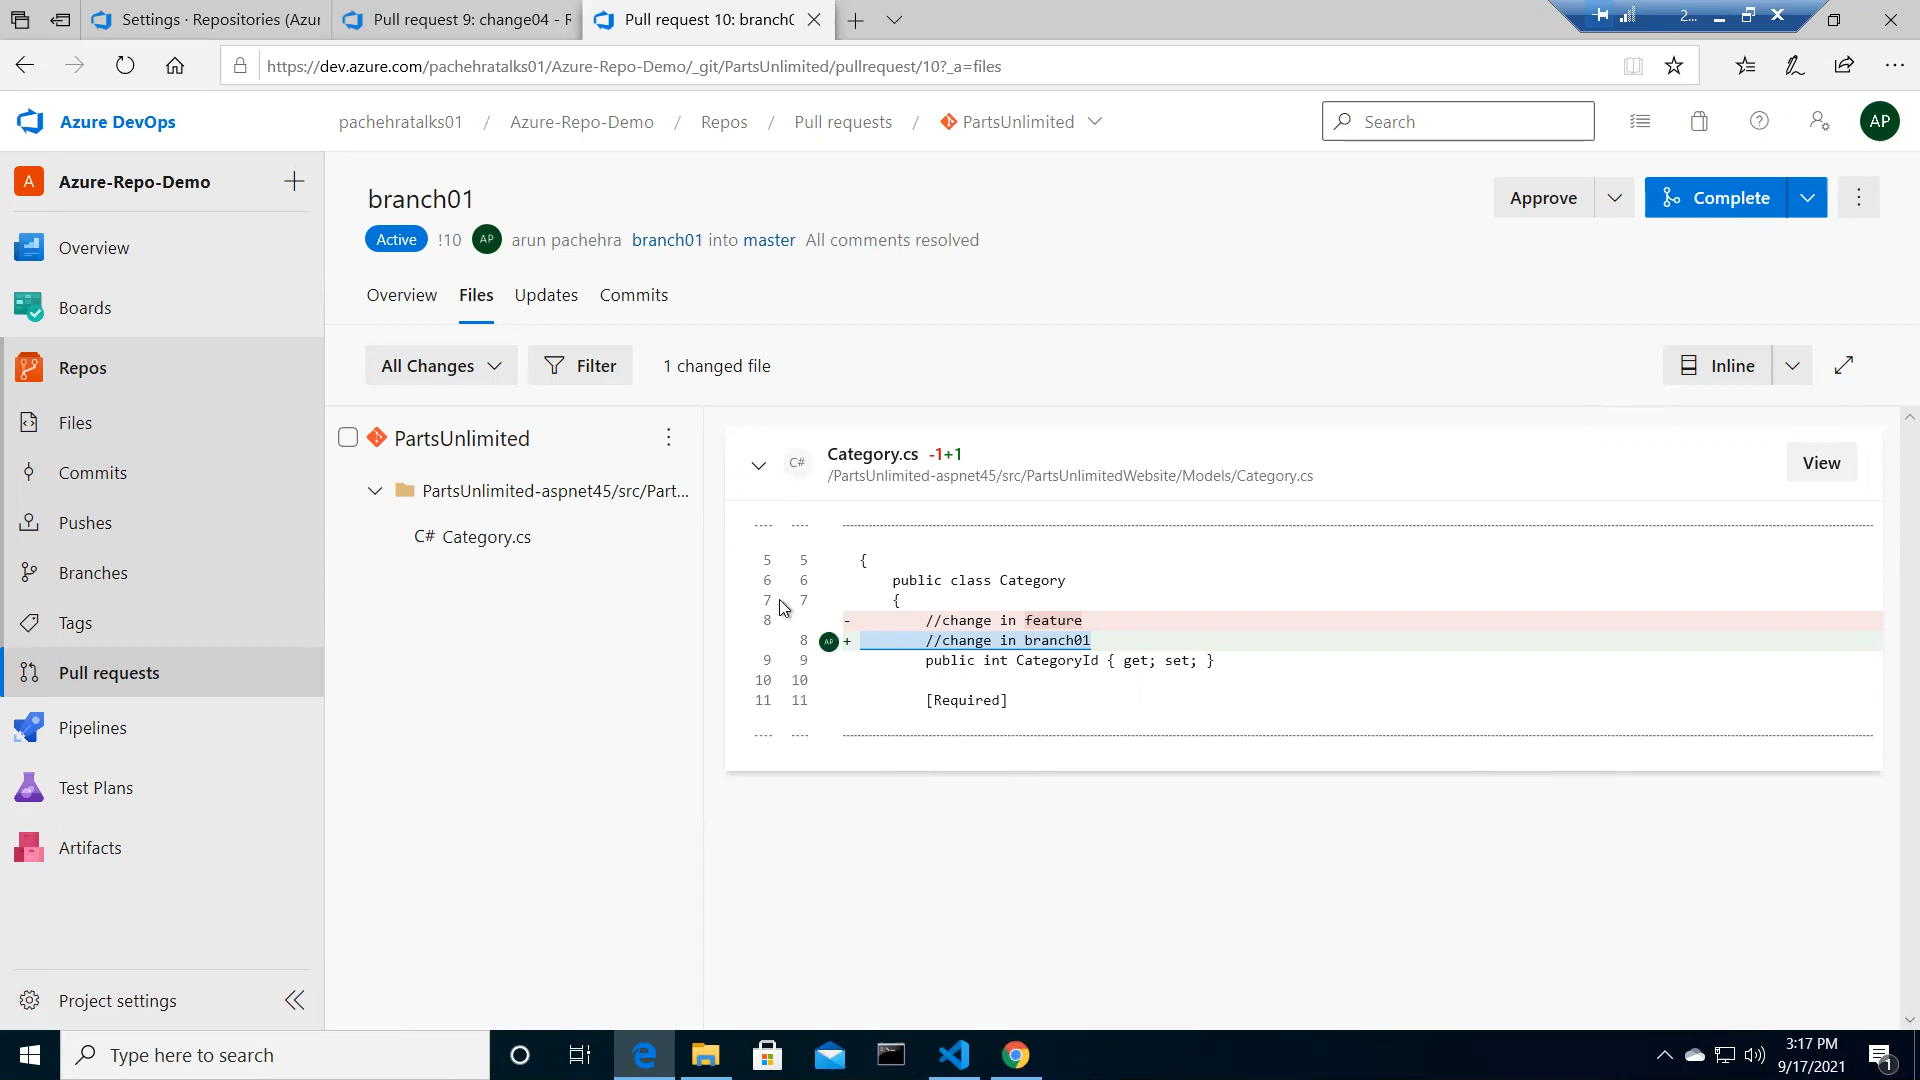 Settings · Repositories (Azur
Pull request 9: change04 - R
Pull request 10: branch0
2...
https://dev.azure.com/pachehratalks01/Azure-Repo-Demo/_git/PartsUnlimited/pullrequest/10?_a=files
Azure DevOps
pachehratalks01 / Azure-Repo-Demo / Repos / Pull requests / PartsUnlimited
Search
AP
A Azure-Repo-Demo
Overview
Boards
Repos
Files
Commits
Pushes
Branches
Tags
Pull requests
Pipelines
Test Plans
Artifacts
Project settings
branch01
Approve
Complete
Active !10 AP arun pachehra branch01 into master All comments resolved
Overview Files Updates Commits
All Changes Filter 1 changed file
Inline
PartsUnlimited
PartsUnlimited-aspnet45/src/Part...
C# Category.cs
C# Category.cs -1+1
/PartsUnlimited-aspnet45/src/PartsUnlimitedWebsite/Models/Category.cs
View
5 5 {
6 6 public class Category
7 7 {
8 - //change in feature
8 AP + //change in branch01
9 9 public int CategoryId { get; set; }
10 10
11 11 [Required]
Type here to search
3:17 PM
9/17/2021
1